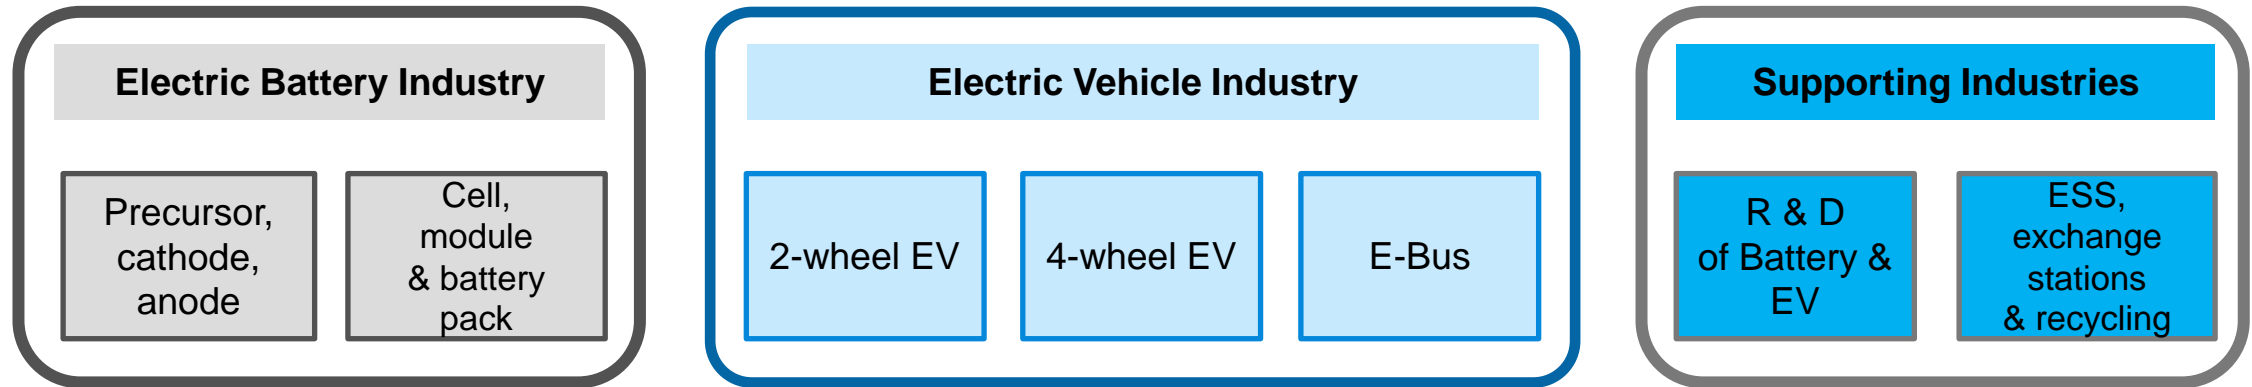 Electric Battery Industry
Precursor,
cathode,
anode
Cell,
module
& battery
pack
Electric Vehicle Industry
2-wheel EV
4-wheel EV
E-Bus
Supporting Industries
R & D
of Battery &
EV
ESS,
exchange
stations
& recycling